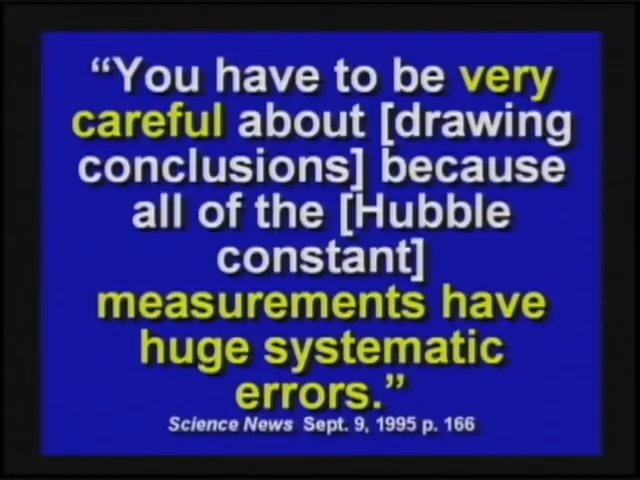 “You have to be very
careful about [drawing
conclusions] because
all of the [Hubble
constant]
measurements have
huge systematic
errors.”
Science News Sept. 9, 1995 p. 166